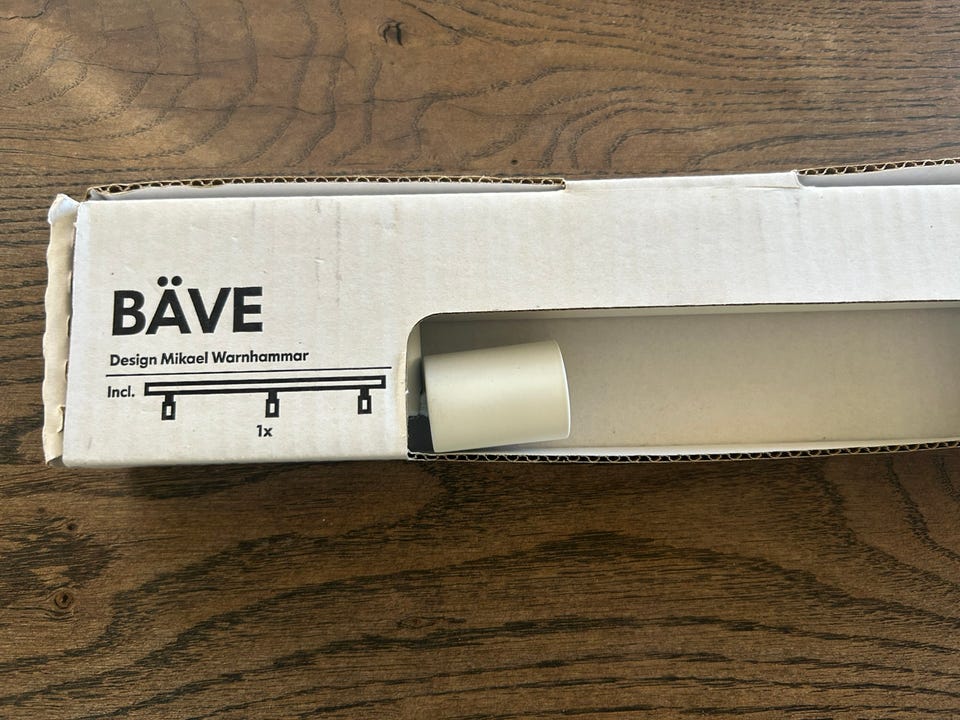 BÄVE
Design Mikael Warnhammar
Incl.
1x